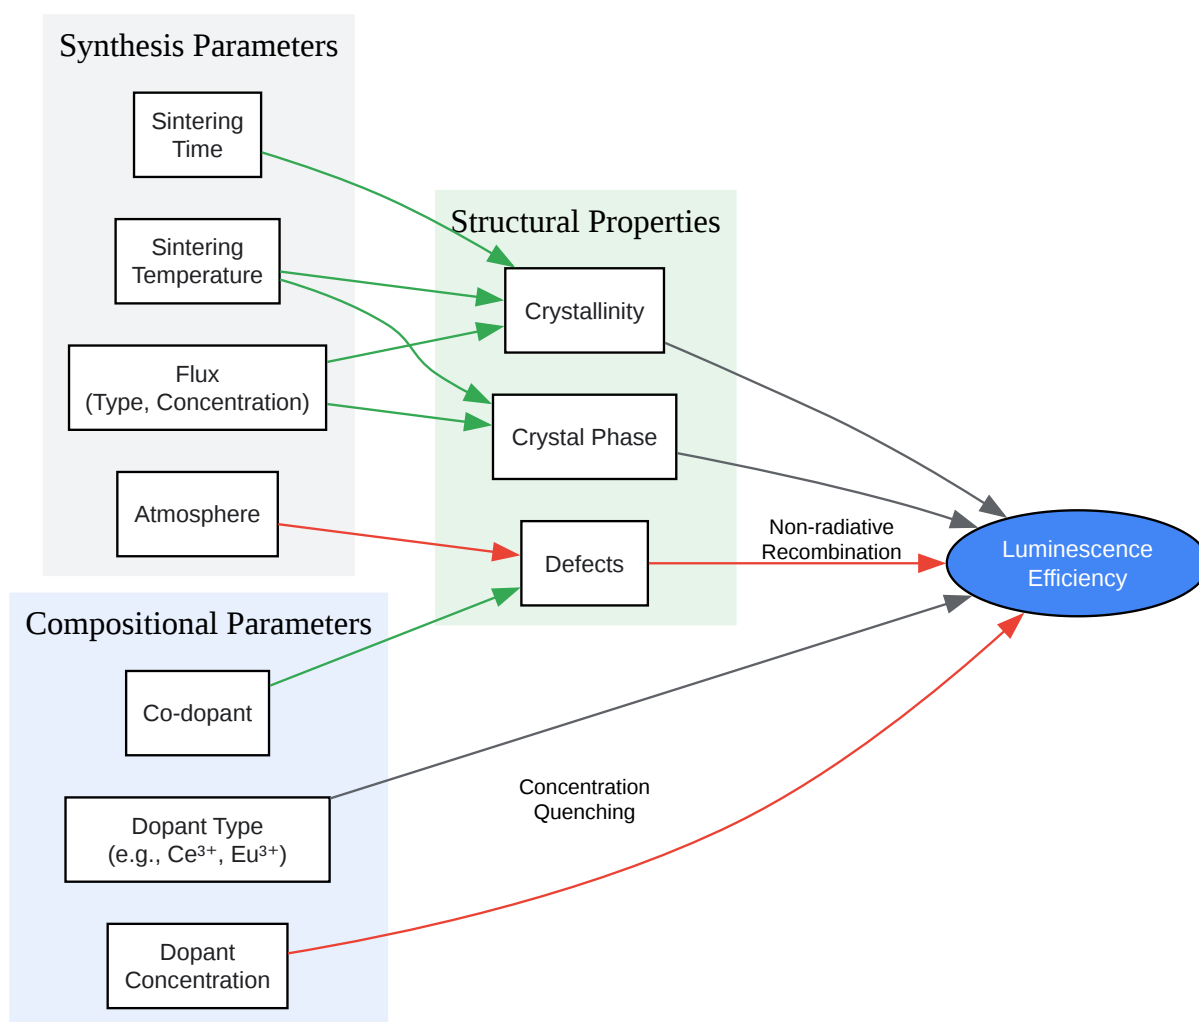 Synthesis Parameters
Sintering
Time
Sintering
Temperature
Flux
(Type, Concentration)
Atmosphere
Structural Properties
Crystallinity
Crystal Phase
Defects
Non-radiative
Recombination
Luminescence
Efficiency
Compositional Parameters
Co-dopant
Dopant Type
(e.g., Ce³⁺, Eu³⁺)
Concentration
Quenching
Dopant
Concentration